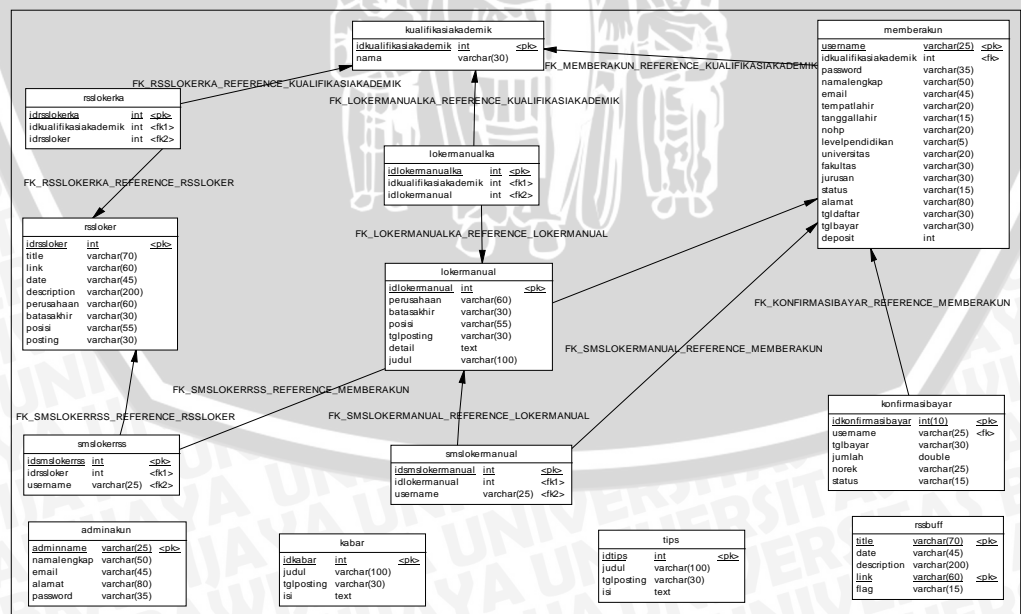 kualifikasiakademik
idkualifikasiakademik int <pk>
nama varchar(30)
memberakun
username varchar(25) <pk>
idkualifikasiakademik int <fk>
password varchar(35)
namalengkap varchar(50)
email varchar(45)
tempatlahir varchar(20)
tanggallahir varchar(15)
nohp varchar(20)
levelpendidikan varchar(5)
universitas varchar(20)
fakultas varchar(30)
jurusan varchar(30)
status varchar(15)
alamat varchar(80)
tgldaftar varchar(30)
tglbayar varchar(30)
deposit int
FK_MEMBERAKUN_REFERENCE_KUALIFIKASIAKADEMIK
FK_RSSLOKERKA_REFERENCE_KUALIFIKASIAKADEMIK
FK_LOKERMANUALKA_REFERENCE_KUALIFIKASIAKADEMIK
rsslokerka
idrsslokerka int <pk>
idkualifikasiakademik int <fk1>
idrssloker int <fk2>
lokermanualka
idlokermanualka int <pk>
idkualifikasiakademik int <fk1>
idlokermanual int <fk2>
FK_RSSLOKERKA_REFERENCE_RSSLOKER
FK_LOKERMANUALKA_REFERENCE_LOKERMANUAL
rssloker
idrssloker int <pk>
title varchar(70)
link varchar(60)
date varchar(45)
description varchar(200)
perusahaan varchar(60)
batasakhir varchar(30)
posisi varchar(55)
posting varchar(30)
lokermanual
idlokermanual int <pk>
perusahaan varchar(60)
batasakhir varchar(30)
posisi varchar(55)
tglposting varchar(30)
detail text
judul varchar(100)
FK_KONFIRMASIBAYAR_REFERENCE_MEMBERAKUN
FK_SMSLOKERMANUAL_REFERENCE_MEMBERAKUN
FK_SMSLOKERRSS_REFERENCE_MEMBERAKUN
FK_SMSLOKERRSS_REFERENCE_RSSLOKER
FK_SMSLOKERMANUAL_REFERENCE_LOKERMANUAL
konfirmasibayar
idkonfirmasibayar int(10) <pk>
username varchar(25) <fk>
tglbayar varchar(30)
jumlah double
norek varchar(25)
status varchar(15)
smslokerrss
idsmslokerrss int <pk>
idrssloker int <fk1>
username varchar(25) <fk2>
smslokermanual
idsmslokermanual int <pk>
idlokermanual int <fk1>
username varchar(25) <fk2>
adminakun
adminname varchar(25) <pk>
namalengkap varchar(50)
email varchar(45)
alamat varchar(80)
password varchar(35)
kabar
idkabar int <pk>
judul varchar(100)
tglposting varchar(30)
isi text
tips
idtips int <pk>
judul varchar(100)
tglposting varchar(30)
isi text
rssbuff
title varchar(70) <pk>
date varchar(45)
description varchar(200)
link varchar(60) <pk>
flag varchar(15)